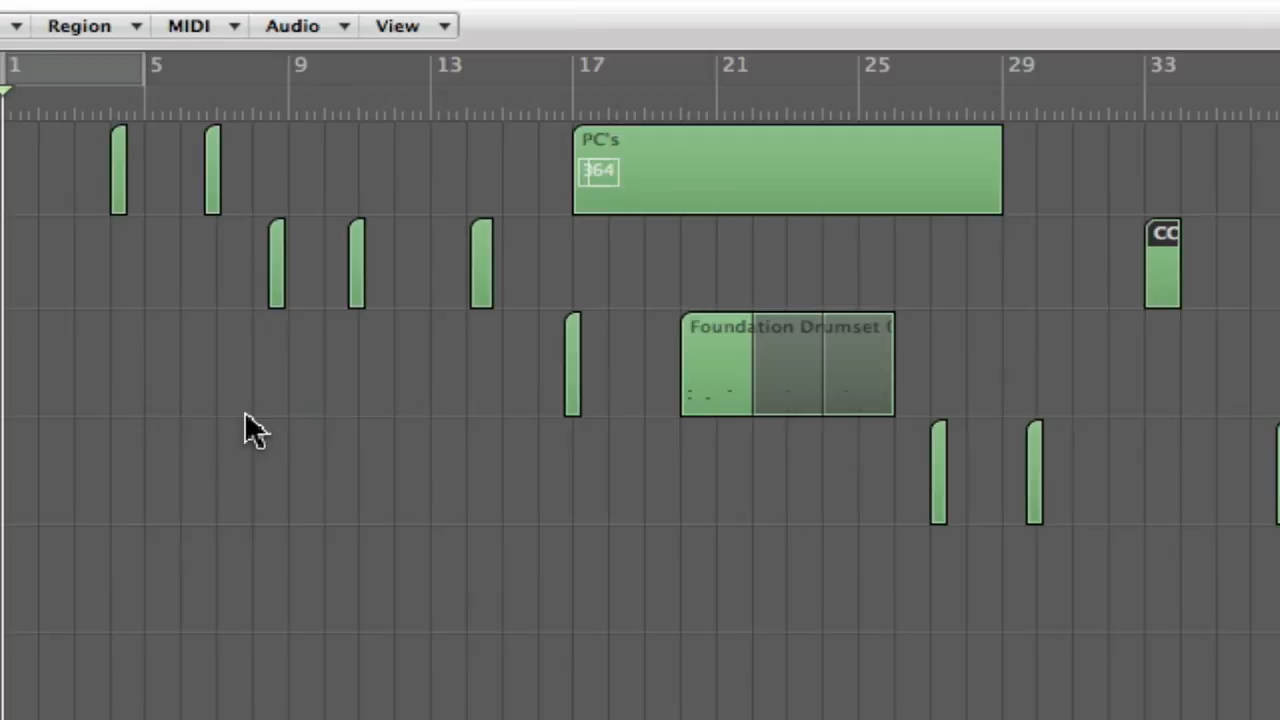 Region MIDI Audio View
1 5 9 13 17 21 25 29 33
PC's
364
CC
Foundation Drumset (